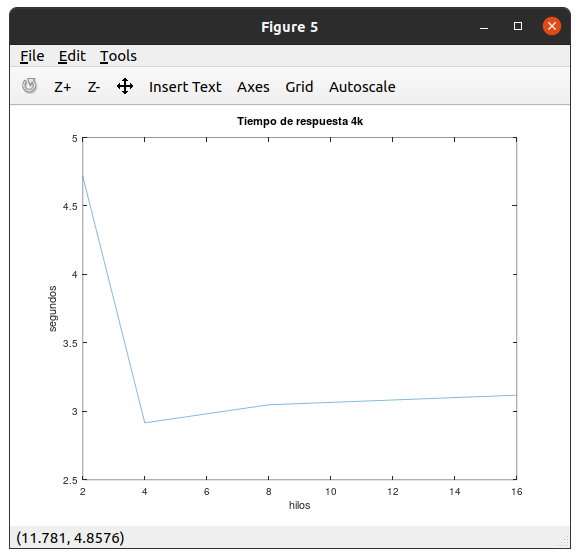 Figure 5
File Edit Tools
Z+ Z- Insert Text Axes Grid Autoscale
Tiempo de respuesta 4k
5
4.5
4
3.5
3
2.5
segundos
2 4 6 8 10 12 14 16
hilos
(11.781, 4.8576)